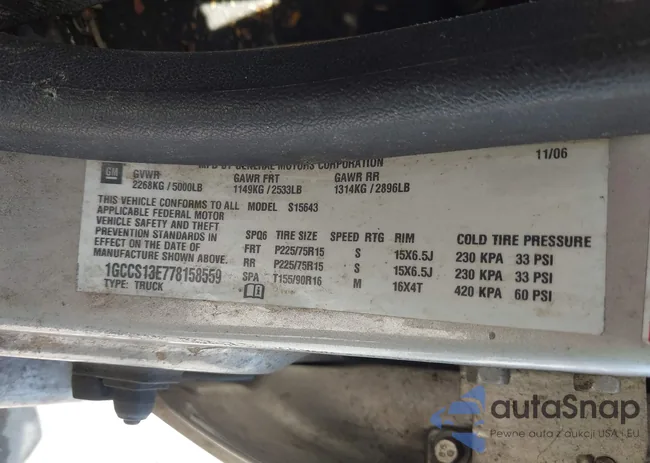 MFD BY GENERAL MOTORS CORPORATION 11/06
GM GVWR GAWR FRT GAWR RR
2268KG / 5000LB 1149KG / 2533LB 1314KG / 2896LB
THIS VEHICLE CONFORMS TO ALL MODEL S15643
APPLICABLE FEDERAL MOTOR
VEHICLE SAFETY AND THEFT
PREVENTION STANDARDS IN
EFFECT ON THE DATE OF
MANUFACTURE SHOWN ABOVE.
1GCCS13E778158559
TYPE: TRUCK
SPQ6 TIRE SIZE SPEED RTG RIM COLD TIRE PRESSURE
FRT P225/75R15 S 15X6.5J 230 KPA 33 PSI
RR P225/75R15 S 15X6.5J 230 KPA 33 PSI
SPA T155/90R16 M 16X4T 420 KPA 60 PSI
autaSnap
Pewne auta z aukcji USA i EU